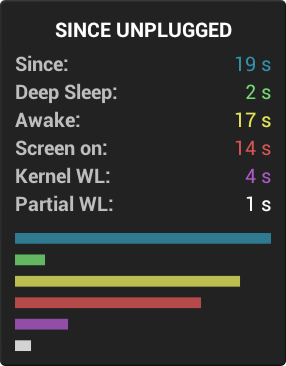 SINCE UNPLUGGED
Since: 19 s
Deep Sleep: 2 s
Awake: 17 s
Screen on: 14 s
Kernel WL: 4 s
Partial WL: 1 s